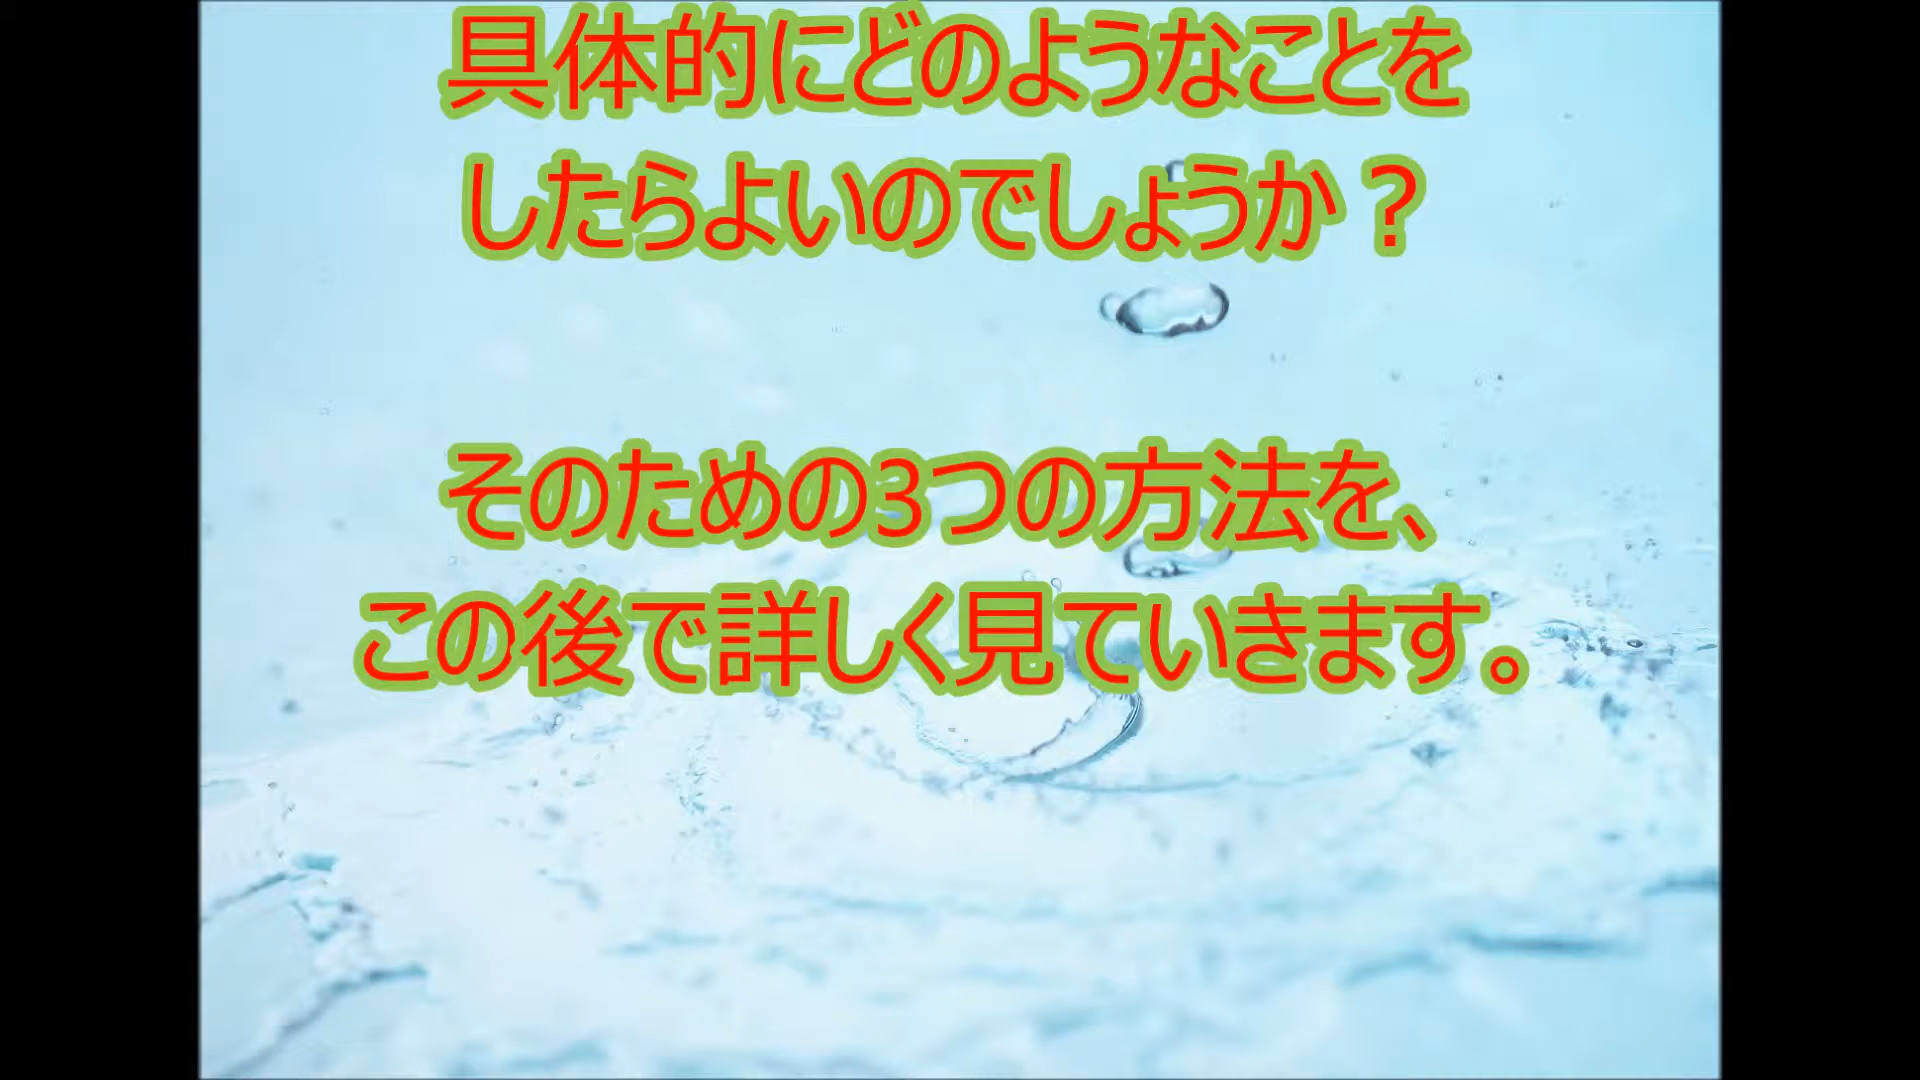 具体的にどのようなことを
したらよいのでしょうか？
そのための3つの方法を、
この後で詳しく見ていきます。